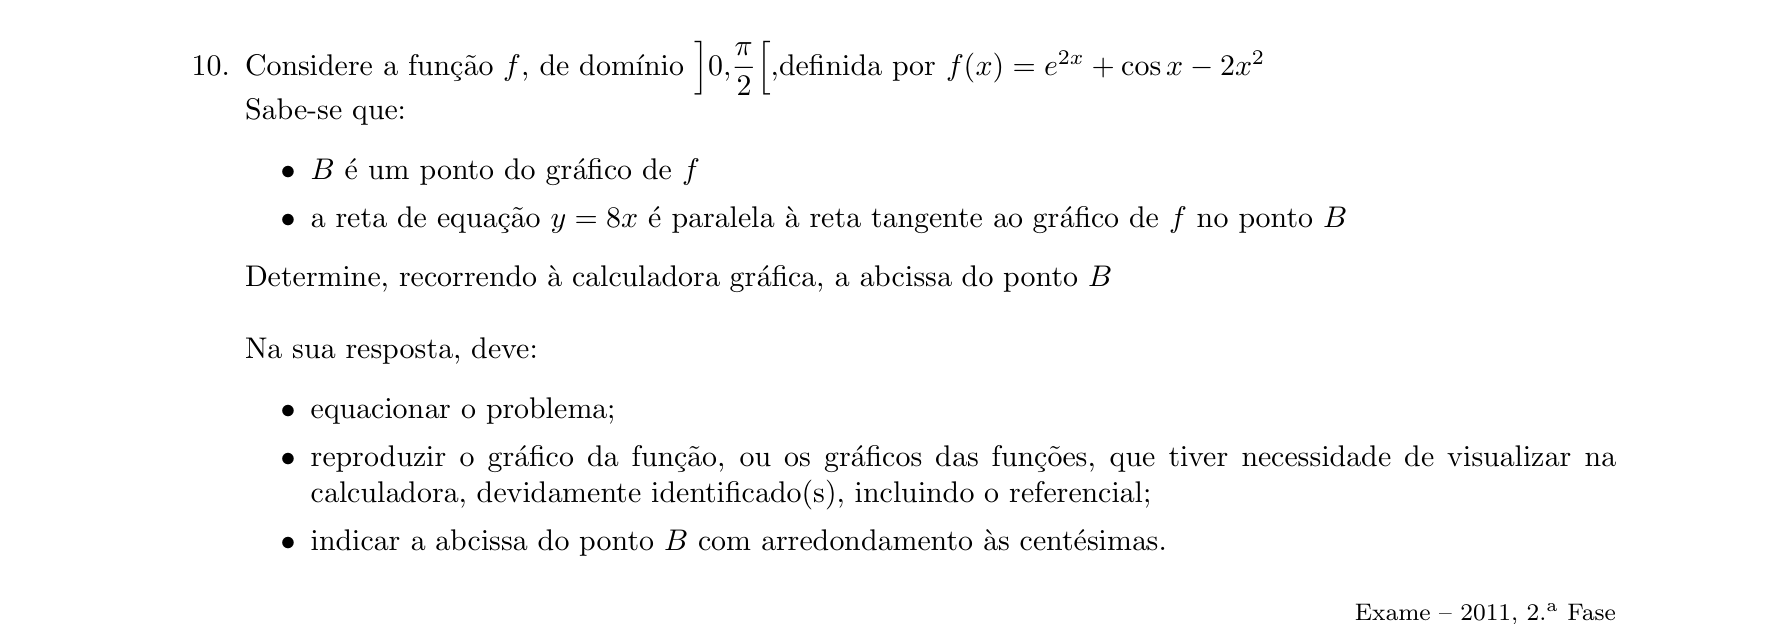 10. Considere a função f, de domínio ]0, π/2[,definida por f(x) = e^{2x} + cos x − 2x^2
Sabe-se que:
• B é um ponto do gráfico de f
• a reta de equação y = 8x é paralela à reta tangente ao gráfico de f no ponto B
Determine, recorrendo à calculadora gráfica, a abcissa do ponto B
Na sua resposta, deve:
• equacionar o problema;
• reproduzir o gráfico da função, ou os gráficos das funções, que tiver necessidade de visualizar na
calculadora, devidamente identificado(s), incluindo o referencial;
• indicar a abcissa do ponto B com arredondamento às centésimas.
Exame – 2011, 2.ª Fase